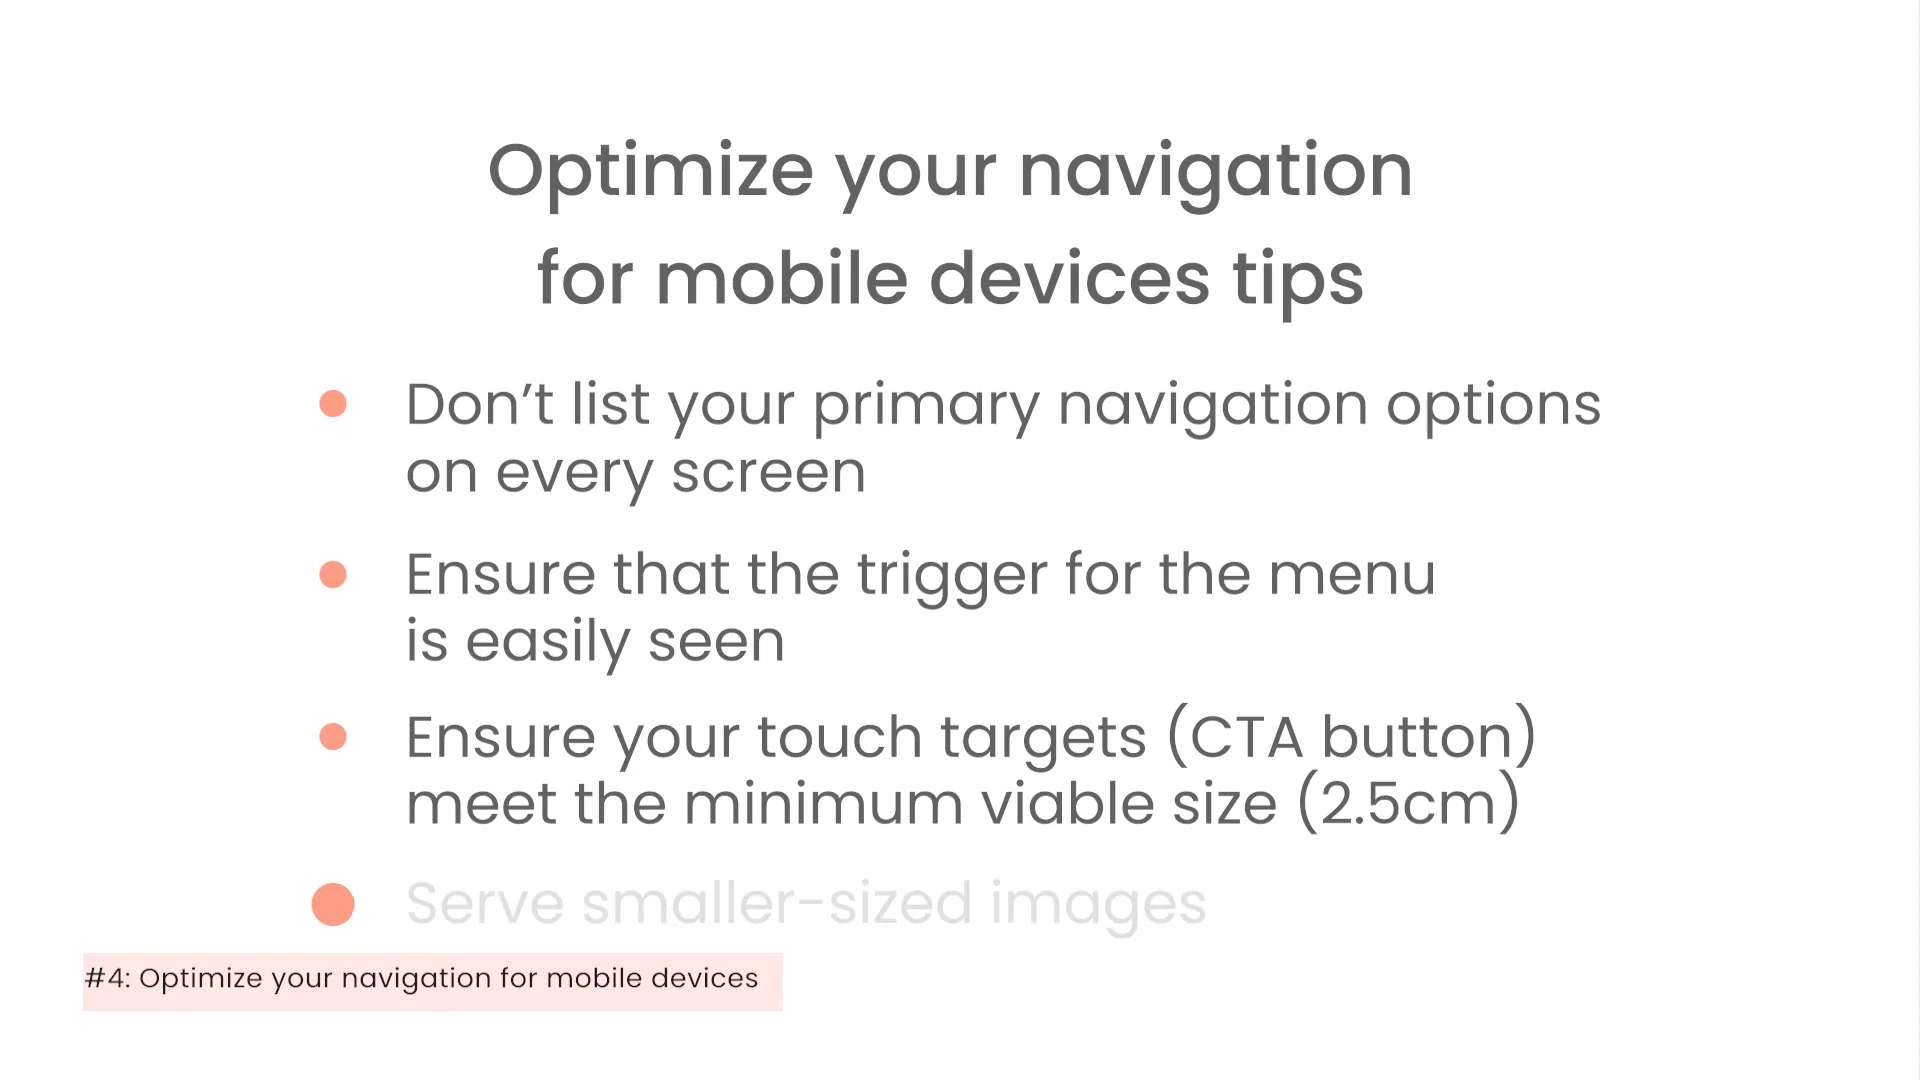 Optimize your navigation
for mobile devices tips
Don’t list your primary navigation options
on every screen
Ensure that the trigger for the menu
is easily seen
Ensure your touch targets (CTA button)
meet the minimum viable size (2.5cm)
Serve smaller-sized images
#4: Optimize your navigation for mobile devices